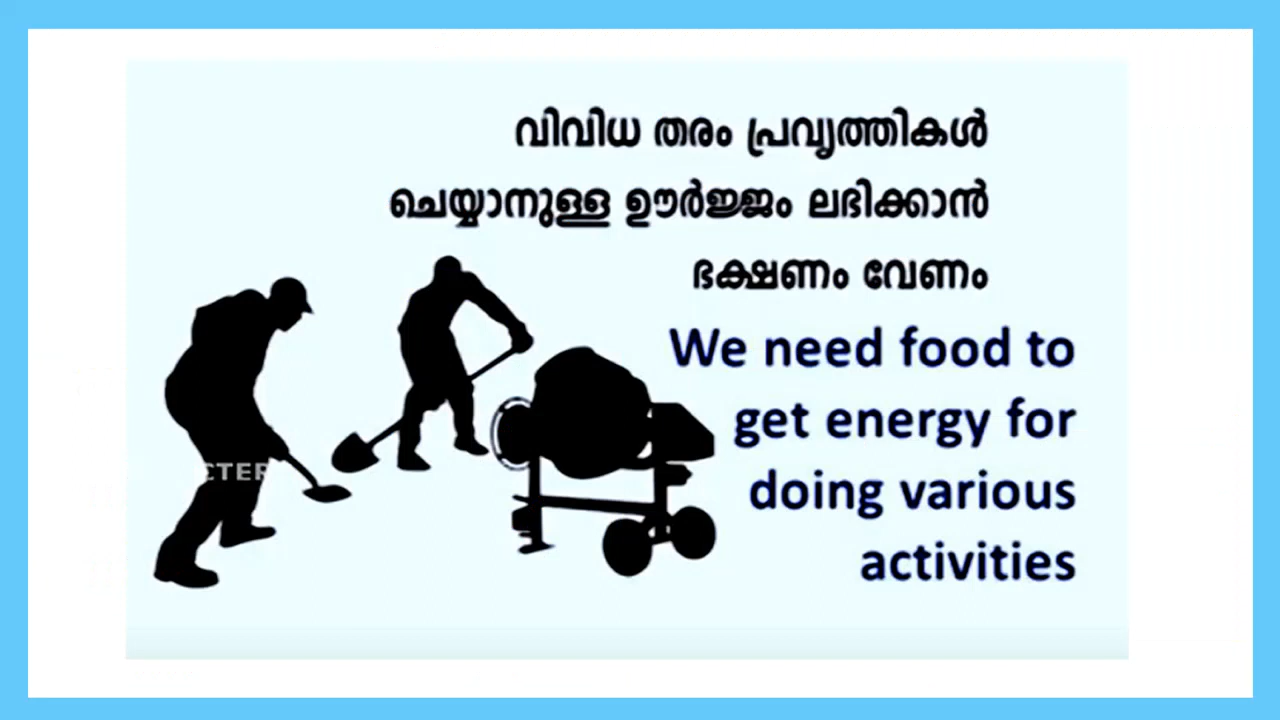 വിവിധ തരം പ്രവൃത്തികൾ
ചെയ്യാനുള്ള ഊർജ്ജം ലഭിക്കാൻ
ഭക്ഷണം വേണം
We need food to
get energy for
doing various
activities